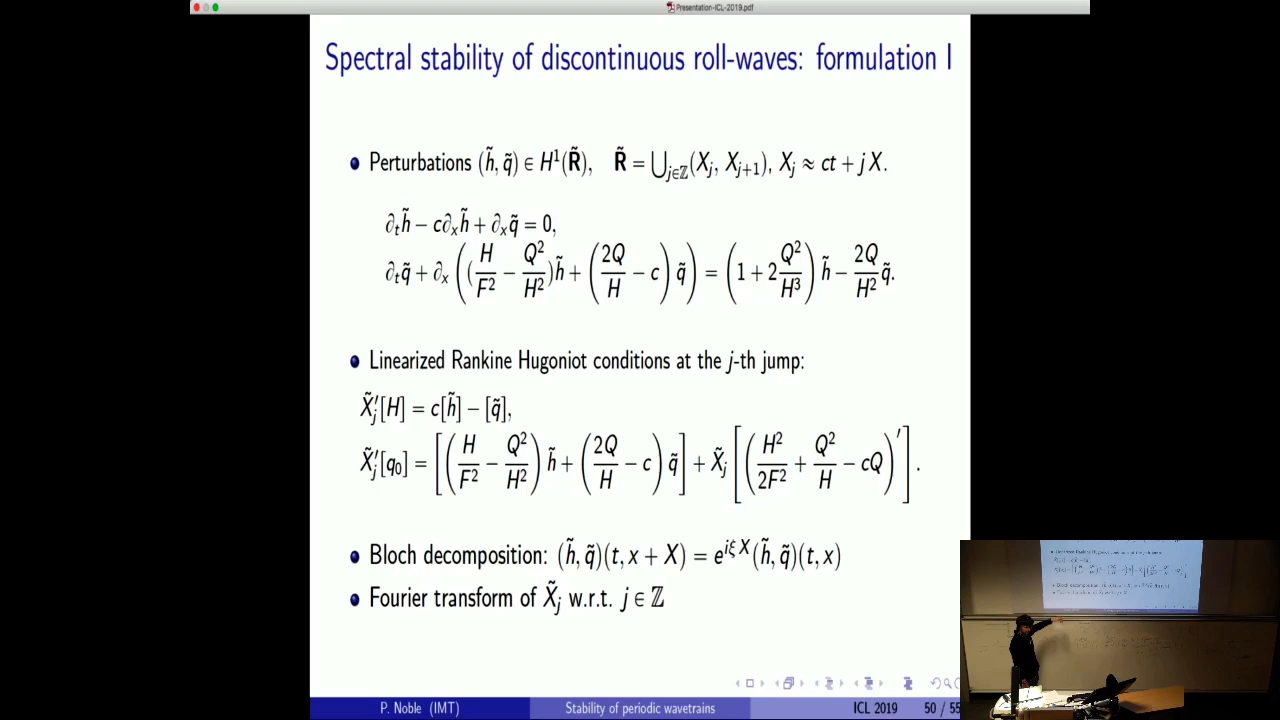 Presentation-ICL-2019.pdf
Spectral stability of discontinuous roll-waves: formulation I
Perturbations (h̃, q̃) ∈ H¹(R̃), R̃ = ⋃_{j∈ℤ}(X_j, X_{j+1}), X_j ≈ ct + j X.
∂_t h̃ − c∂_x h̃ + ∂_x q̃ = 0,
∂_t q̃ + ∂_x ((H/F² − Q²/H²)h̃ + (2Q/H − c) q̃) = (1 + 2 Q²/H³) h̃ − 2Q/H² q̃.
Linearized Rankine Hugoniot conditions at the j-th jump:
X̃′_j[H] = c[h̃] − [q̃],
X̃′_j[q₀] = [(H/F² − Q²/H²) h̃ + (2Q/H − c) q̃] + X̃_j [(H²/2F² + Q²/H − cQ)′].
Bloch decomposition: (h̃, q̃)(t, x + X) = e^{iξX}(h̃, q̃)(t, x)
Fourier transform of X̃_j w.r.t. j ∈ ℤ
P. Noble (IMT) Stability of periodic wavetrains ICL 2019 50 / 55